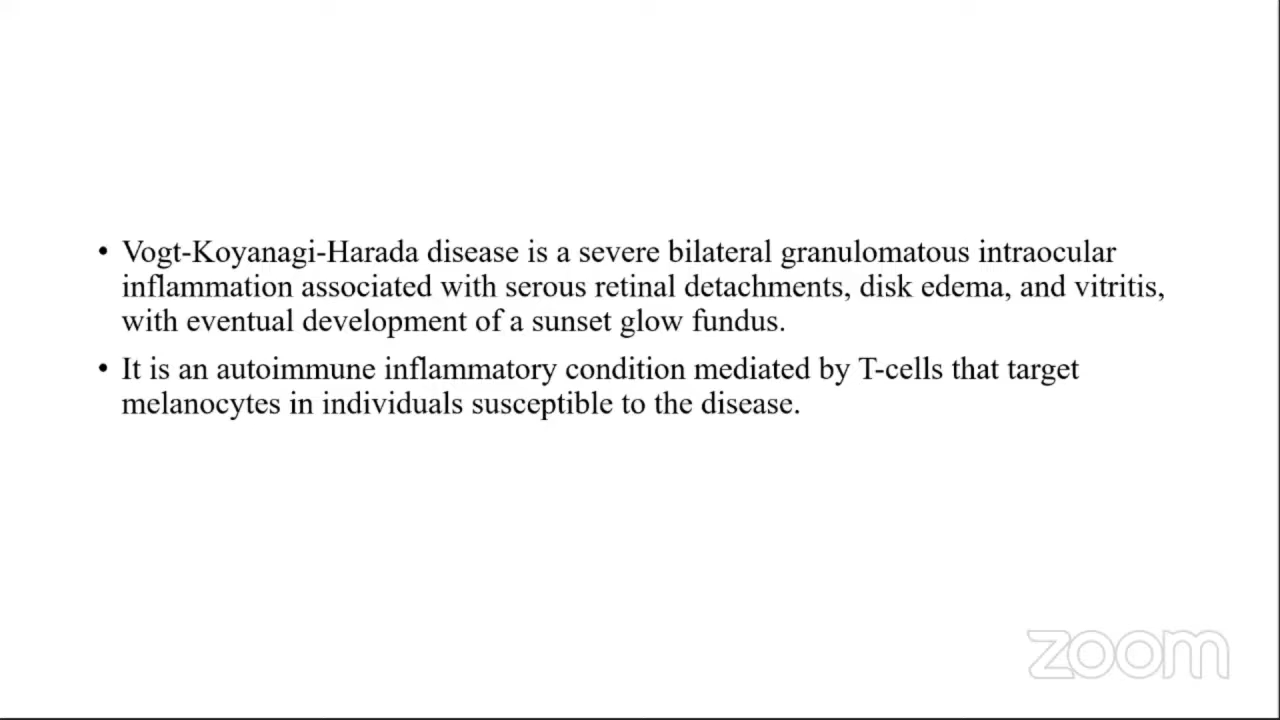 • Vogt-Koyanagi-Harada disease is a severe bilateral granulomatous intraocular
inflammation associated with serous retinal detachments, disk edema, and vitritis,
with eventual development of a sunset glow fundus.
• It is an autoimmune inflammatory condition mediated by T-cells that target
melanocytes in individuals susceptible to the disease.
zoom